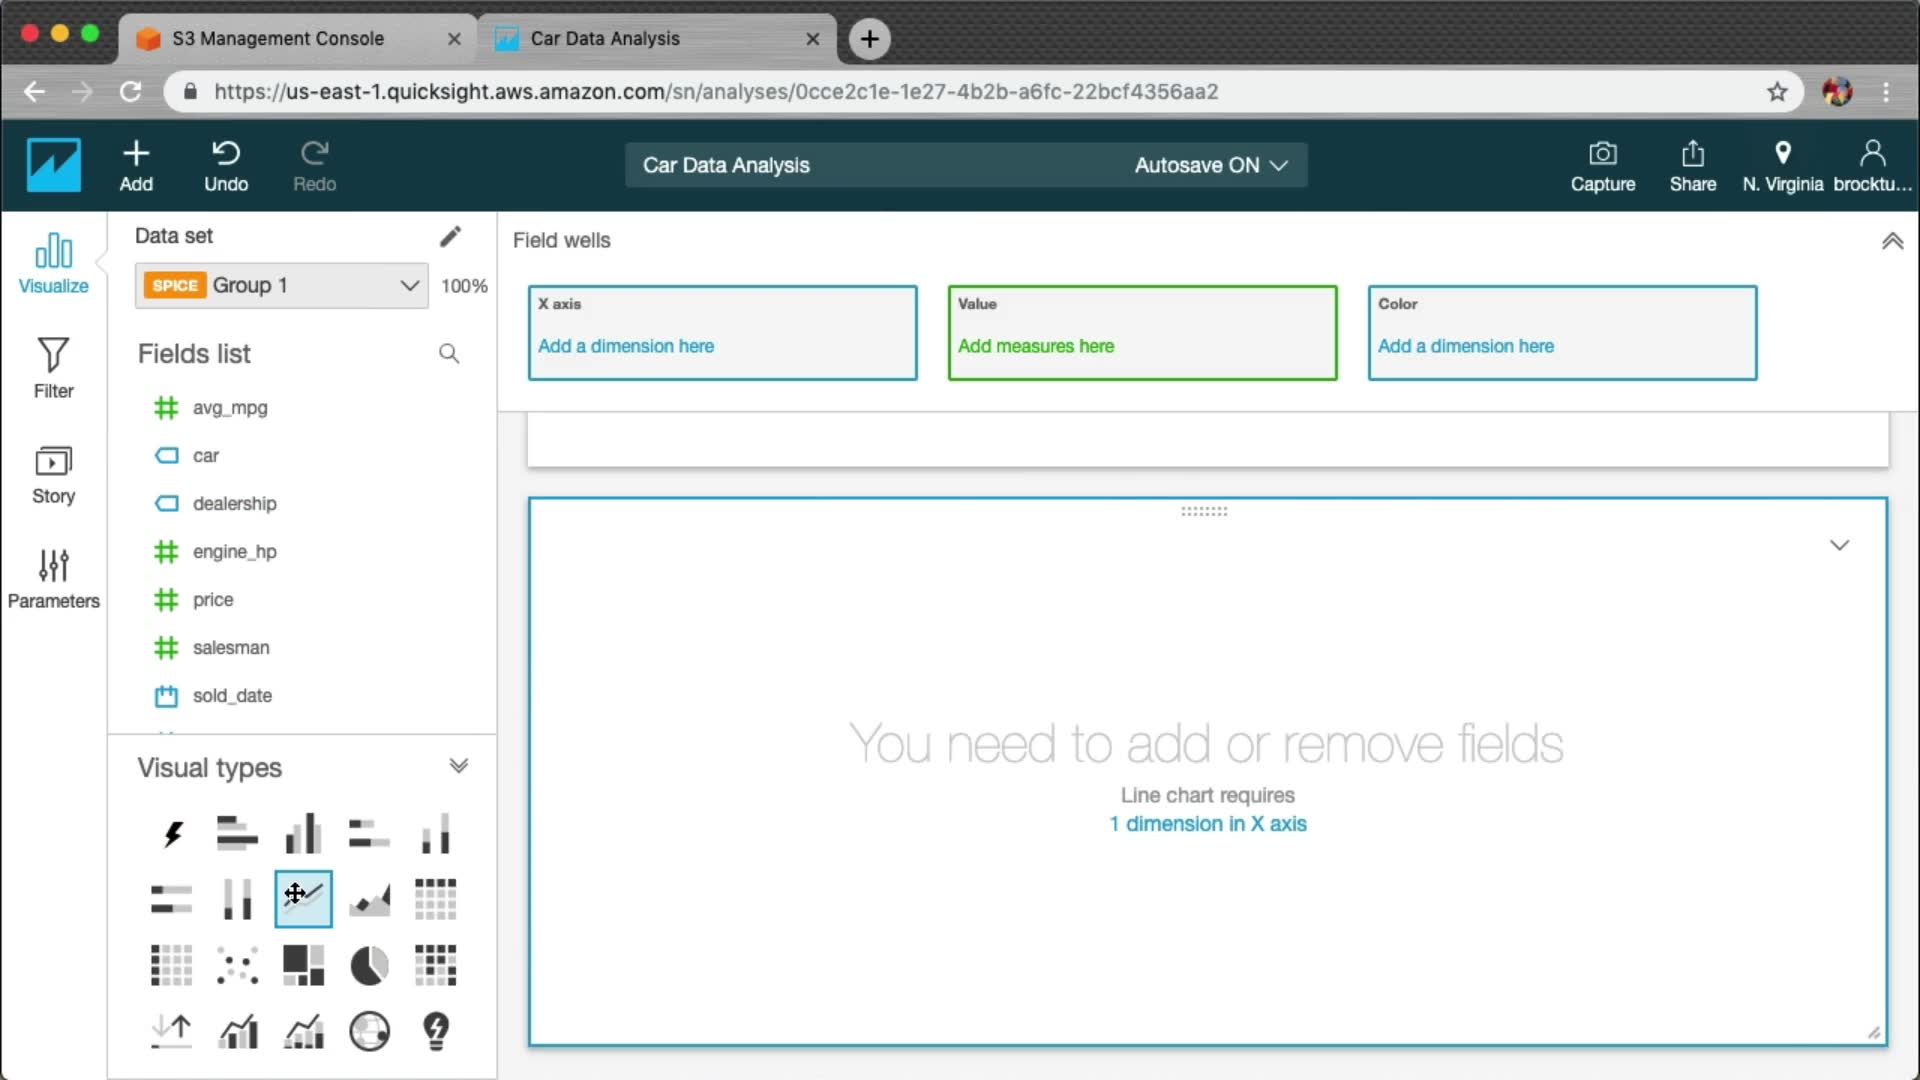 S3 Management Console
Car Data Analysis
https://us-east-1.quicksight.aws.amazon.com/sn/analyses/0cce2c1e-1e27-4b2b-a6fc-22bcf4356aa2
Add
Undo
Redo
Car Data Analysis
Autosave ON
Capture
Share
N. Virginia
brocktu...
Visualize
Filter
Story
Parameters
Data set
SPICE Group 1
100%
Fields list
avg_mpg
car
dealership
engine_hp
price
salesman
sold_date
Visual types
Field wells
X axis
Add a dimension here
Value
Add measures here
Color
Add a dimension here
You need to add or remove fields
Line chart requires
1 dimension in X axis